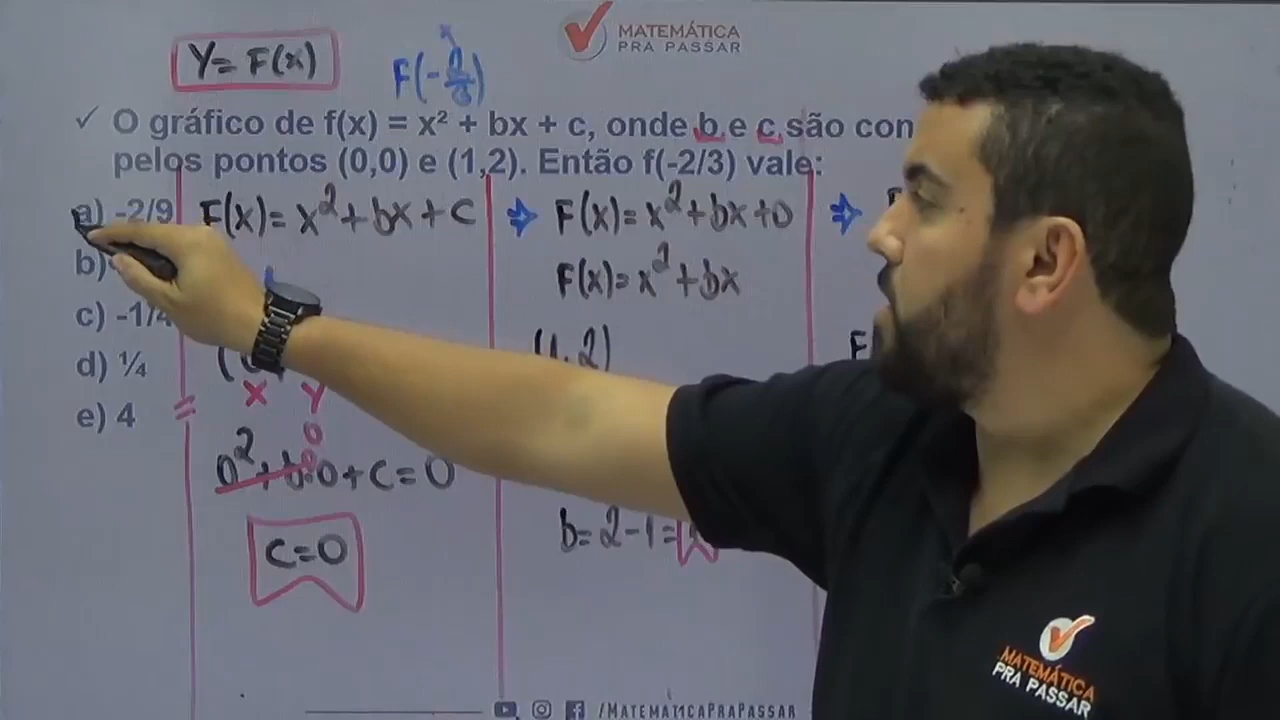 MATEMÁTICA
PRA PASSAR
Y= F(x)
x
F(-2/3)
✓ O gráfico de f(x) = x² + bx + c, onde b e c são con
pelos pontos (0,0) e (1,2). Então f(-2/3) vale:
a) -2/9
b)
c) -1/4
d) ¼
e) 4
F(x)= x²+bx+c
X Y
0
0²+b.0+c=0
c=0
F(x)=x²+bx+0
F(x)=x²+bx
(1,2)
b=2-1=
MATEMÁTICA
PRA PASSAR
/MATEMÁTICAPRAPASSAR